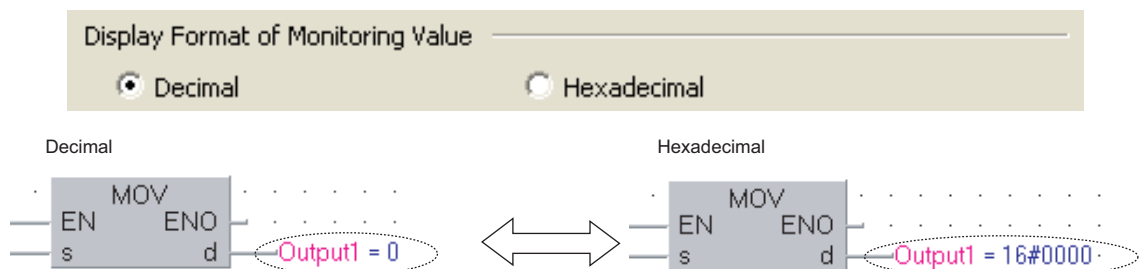 Display Format of Monitoring Value
Decimal Hexadecimal
Decimal Hexadecimal
MOV MOV
EN ENO EN ENO
s d Output1 = 0 s d Output1 = 16#0000